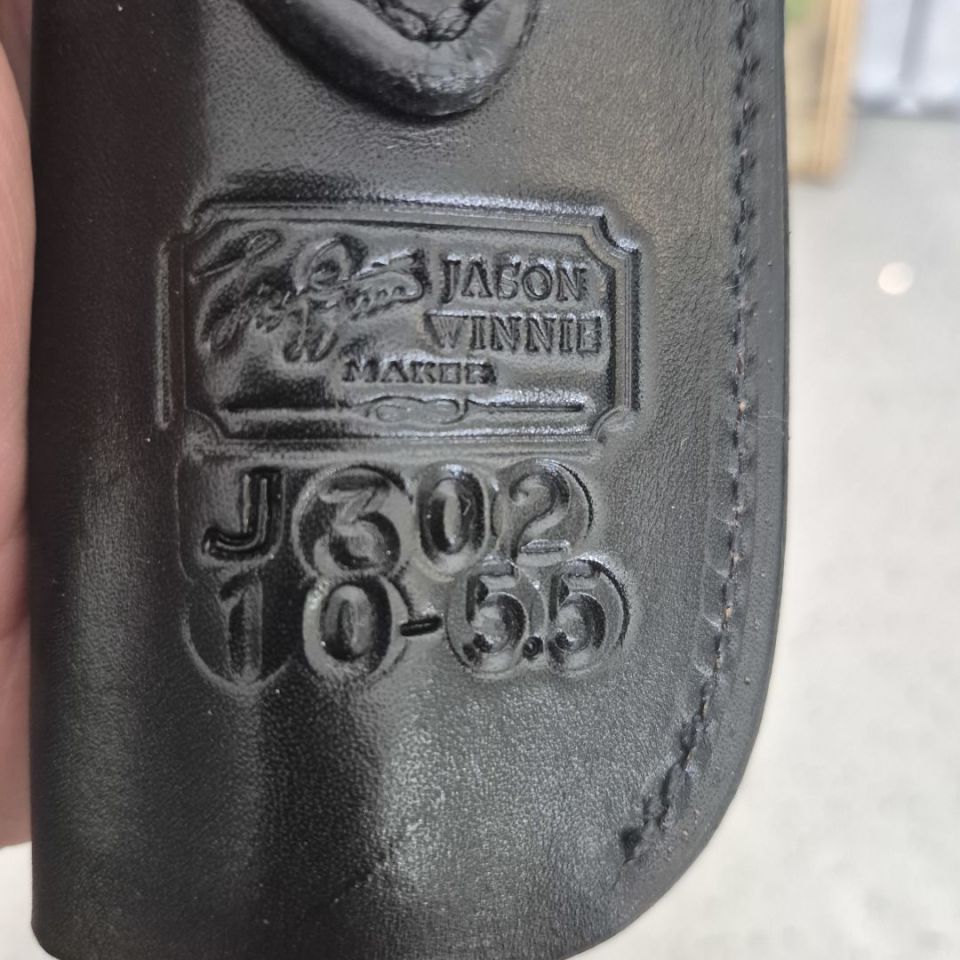 JASON
WINNIE
MAKER
J302
10-5.5